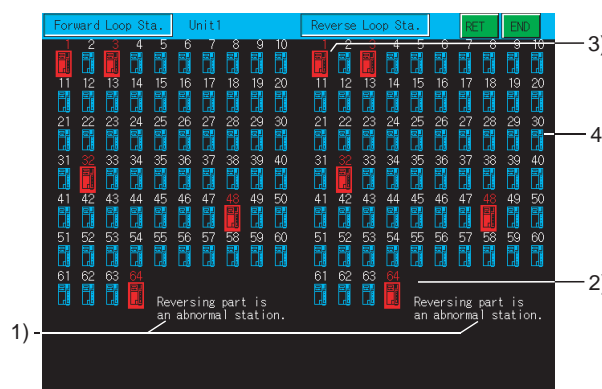 Forward Loop Sta. Unit1 Reverse Loop Sta. RET END
1 2 3 4 5 6 7 8 9 10 1 2 3 4 5 6 7 8 9 10 3)
11 12 13 14 15 16 17 18 19 20 11 12 13 14 15 16 17 18 19 20
21 22 23 24 25 26 27 28 29 30 21 22 23 24 25 26 27 28 29 30 4
31 32 33 34 35 36 37 38 39 40 31 32 33 34 35 36 37 38 39 40
41 42 43 44 45 46 47 48 49 50 41 42 43 44 45 46 47 48 49 50
51 52 53 54 55 56 57 58 59 60 51 52 53 54 55 56 57 58 59 60
61 62 63 64 61 62 63 64 2)
Reversing part is Reversing part is
an abnormal station. an abnormal station.
1)